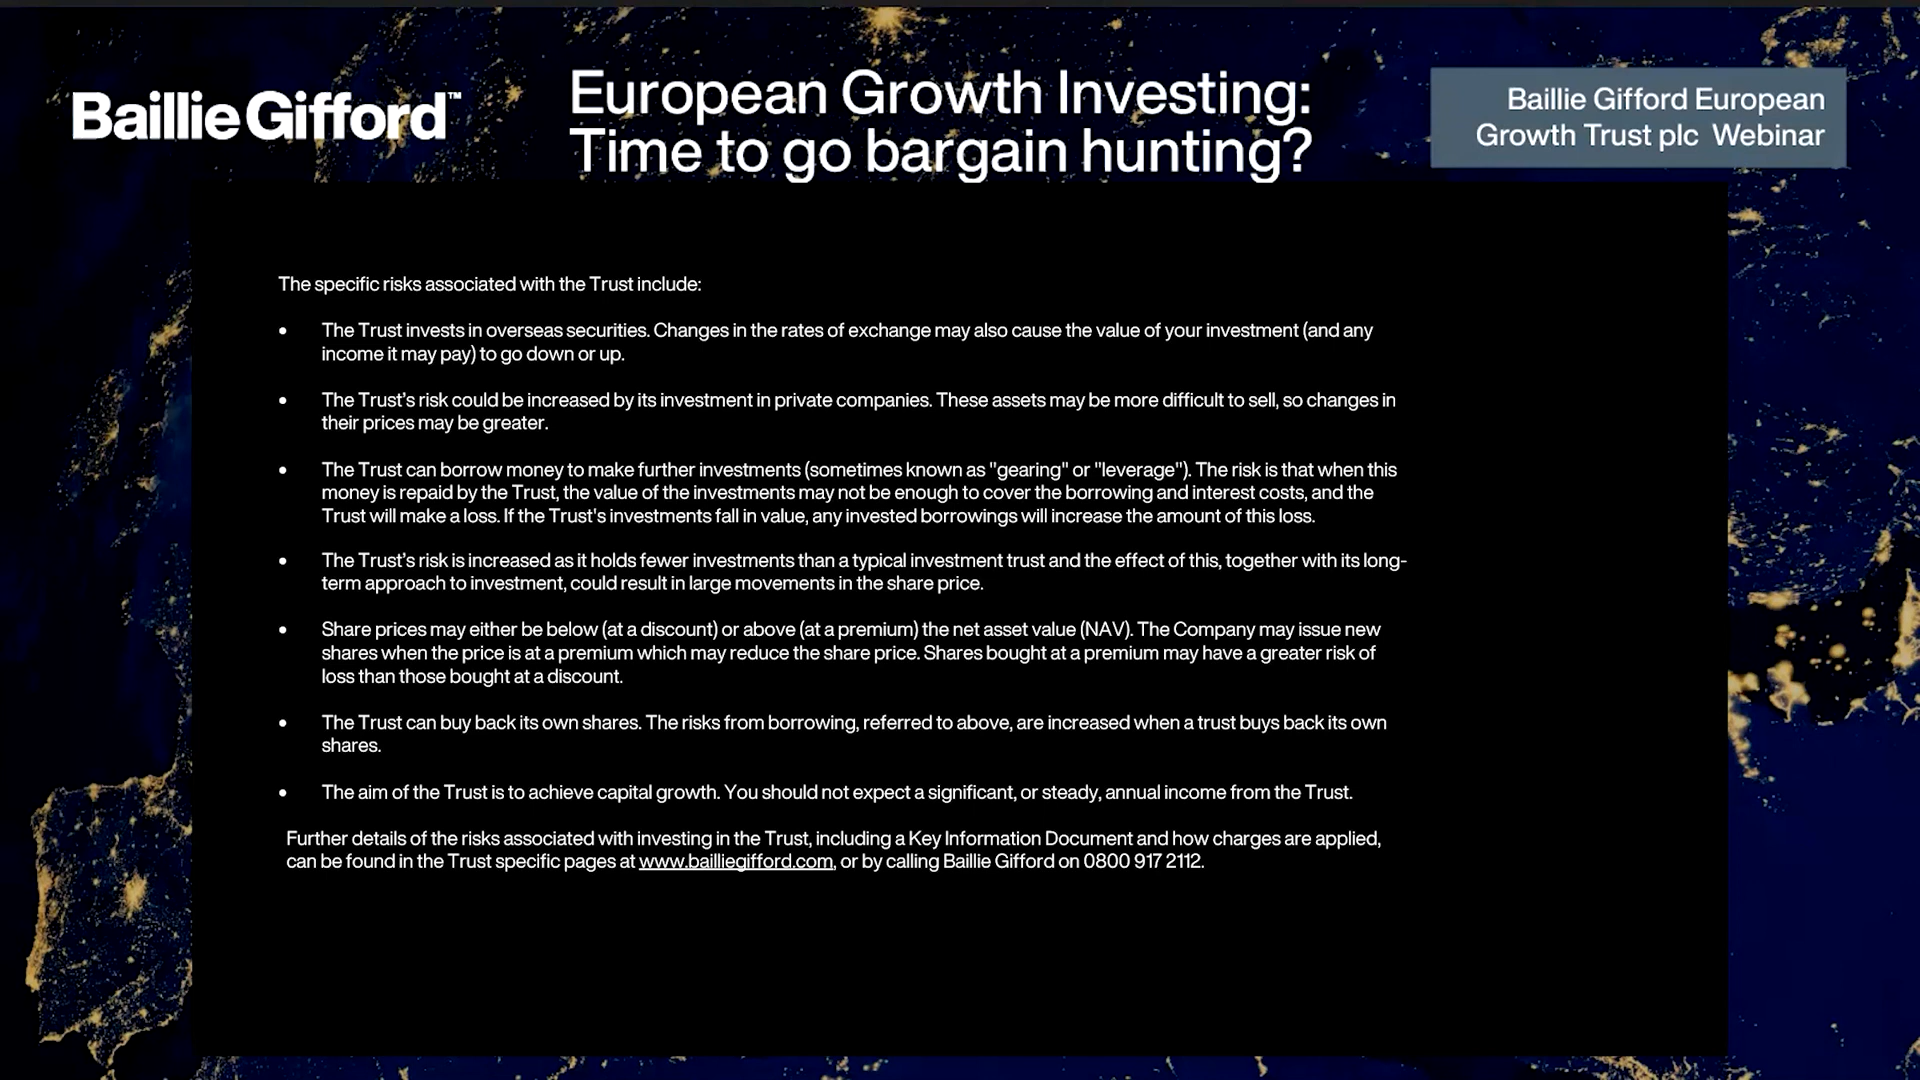 Baillie Gifford™
European Growth Investing:
Time to go bargain hunting?
Baillie Gifford European
Growth Trust plc Webinar
The specific risks associated with the Trust include:
• The Trust invests in overseas securities. Changes in the rates of exchange may also cause the value of your investment (and any
income it may pay) to go down or up.
• The Trust’s risk could be increased by its investment in private companies. These assets may be more difficult to sell, so changes in
their prices may be greater.
• The Trust can borrow money to make further investments (sometimes known as "gearing" or "leverage"). The risk is that when this
money is repaid by the Trust, the value of the investments may not be enough to cover the borrowing and interest costs, and the
Trust will make a loss. If the Trust's investments fall in value, any invested borrowings will increase the amount of this loss.
• The Trust’s risk is increased as it holds fewer investments than a typical investment trust and the effect of this, together with its long-
term approach to investment, could result in large movements in the share price.
• Share prices may either be below (at a discount) or above (at a premium) the net asset value (NAV). The Company may issue new
shares when the price is at a premium which may reduce the share price. Shares bought at a premium may have a greater risk of
loss than those bought at a discount.
• The Trust can buy back its own shares. The risks from borrowing, referred to above, are increased when a trust buys back its own
shares.
• The aim of the Trust is to achieve capital growth. You should not expect a significant, or steady, annual income from the Trust.
Further details of the risks associated with investing in the Trust, including a Key Information Document and how charges are applied,
can be found in the Trust specific pages at www.bailliegifford.com, or by calling Baillie Gifford on 0800 917 2112.